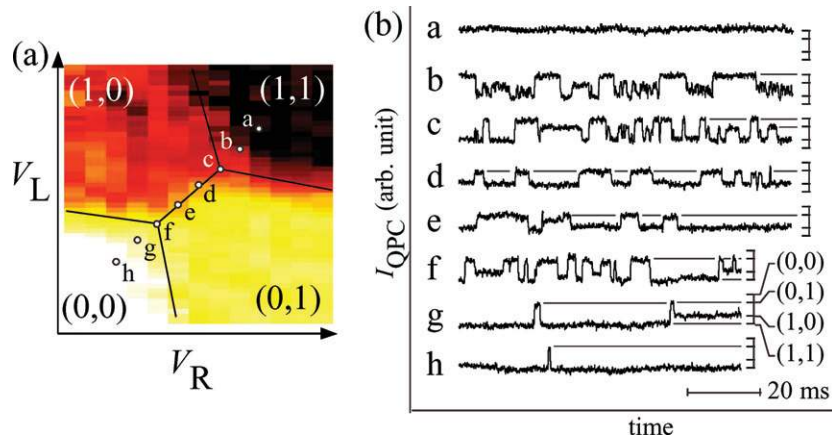 (a)
(1,0)
(1,1)
a
b
c
d
e
f
g
h
(0,0)
(0,1)
V_L
V_R
(b)
I_QPC (arb. unit)
a
b
c
d
e
f
g
h
(0,0)
(0,1)
(1,0)
(1,1)
20 ms
time